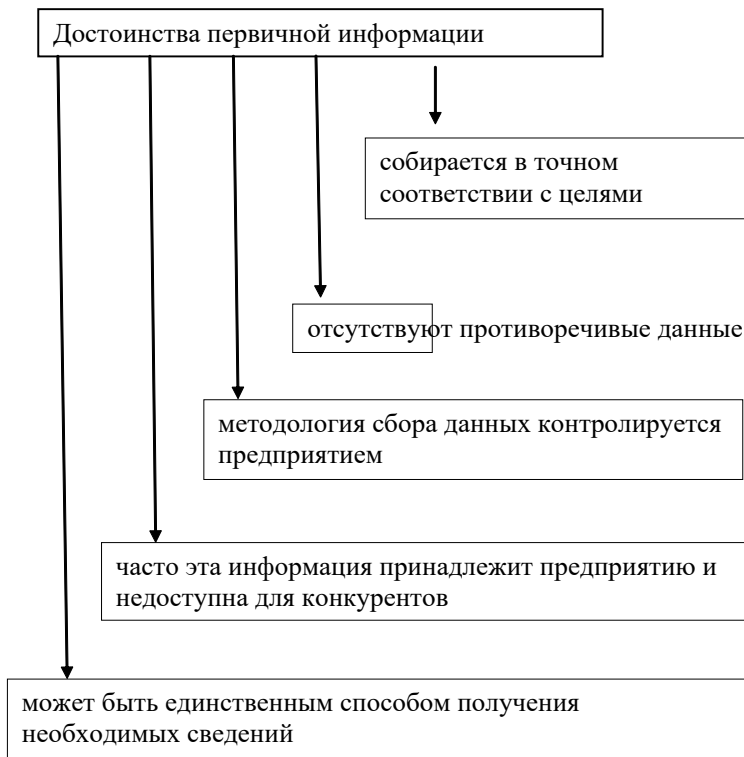 Достоинства первичной информации
собирается в точном
соответствии с целями
отсутствуют противоречивые данные
методология сбора данных контролируется
предприятием
часто эта информация принадлежит предприятию и
недоступна для конкурентов
может быть единственным способом получения
необходимых сведений